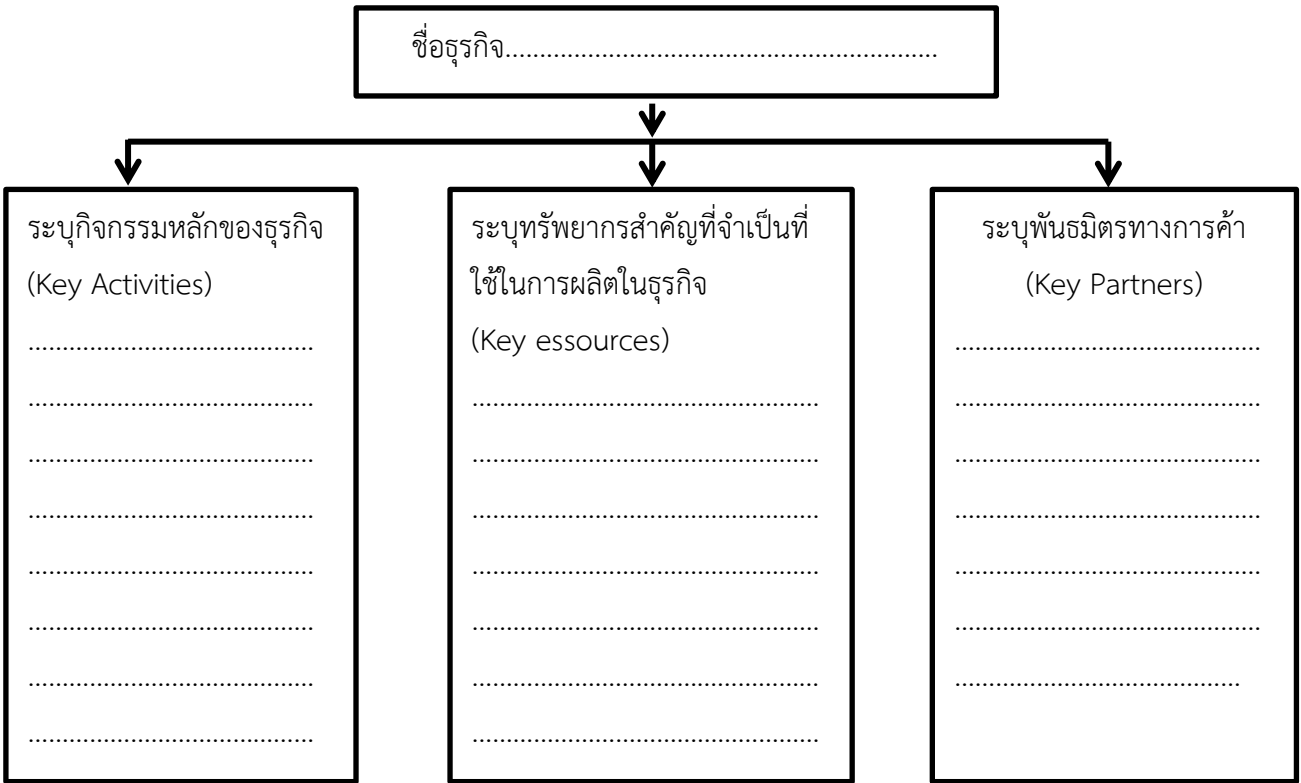 ชื่อธุรกิจ................................................................
ระบุกิจกรรมหลักของธุรกิจ
(Key Activities)
..........................................
..........................................
..........................................
..........................................
..........................................
..........................................
..........................................
..........................................
ระบุทรัพยากรสำคัญที่จำเป็นที่
ใช้ในการผลิตในธุรกิจ
(Key essources)
...................................................
...................................................
...................................................
...................................................
...................................................
...................................................
...................................................
ระบุพันธมิตรทางการค้า
(Key Partners)
.............................................
.............................................
.............................................
.............................................
.............................................
.............................................
..........................................